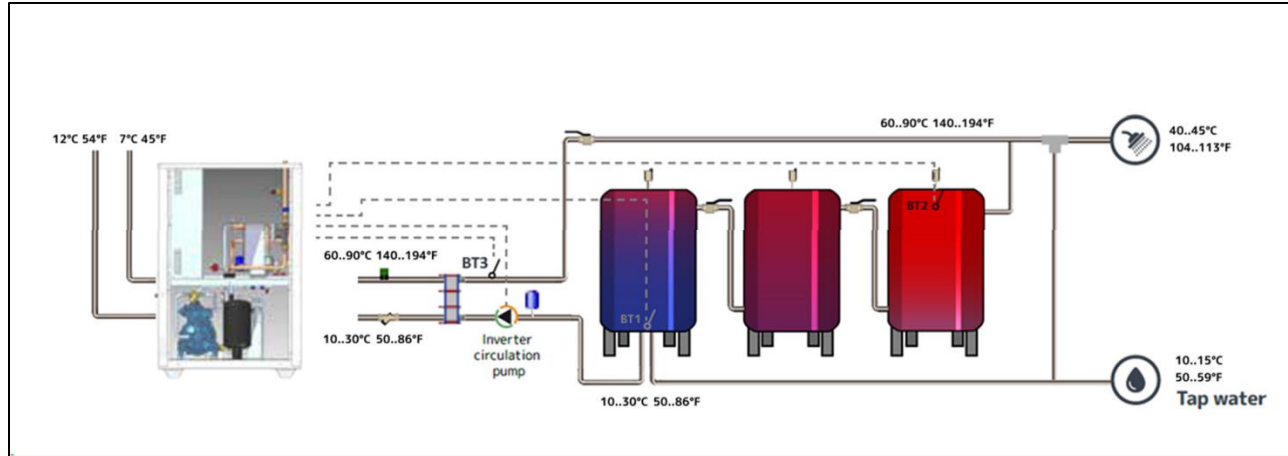 12°C 54°F 7°C 45°F
60..90°C 140..194°F
40..45°C
104..113°F
BT2
BT3
60..90°C 140..194°F
BT1
10..30°C 50..86°F
Inverter
circulation
pump
10..30°C 50..86°F
10..15°C
50..59°F
Tap water